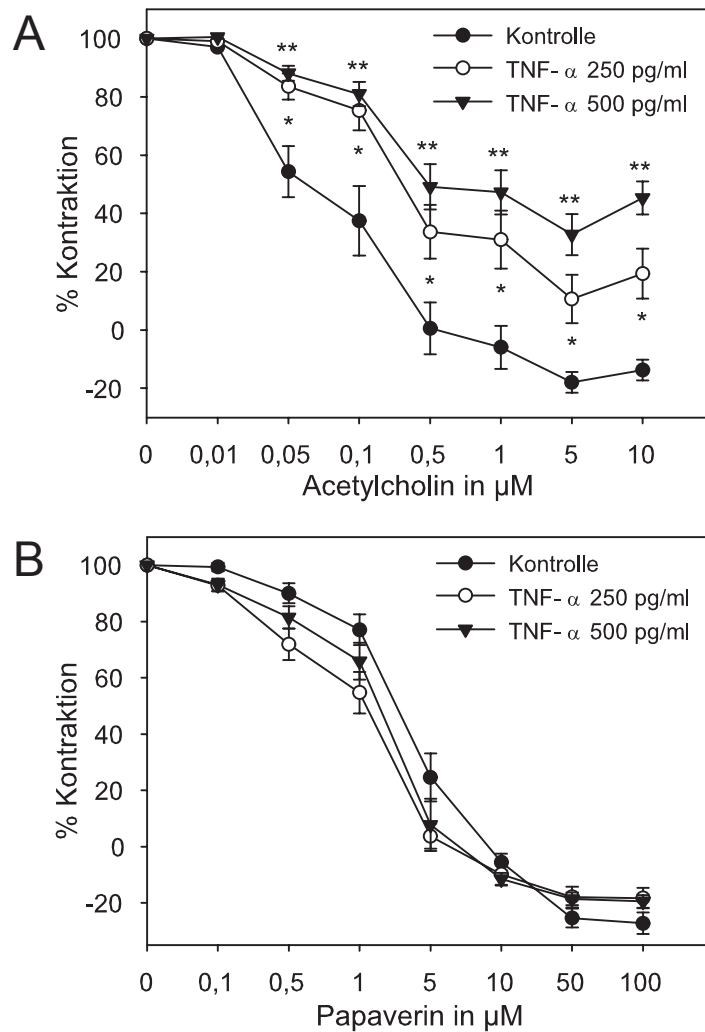 A
Kontrolle
TNF- α 250 pg/ml
TNF- α 500 pg/ml
% Kontraktion
100
80
60
40
20
0
-20
** ** ** ** ** **
* * * * * *
0 0,01 0,05 0,1 0,5 1 5 10
Acetylcholin in µM
B
Kontrolle
TNF- α 250 pg/ml
TNF- α 500 pg/ml
% Kontraktion
100
80
60
40
20
0
-20
0 0,1 0,5 1 5 10 50 100
Papaverin in µM